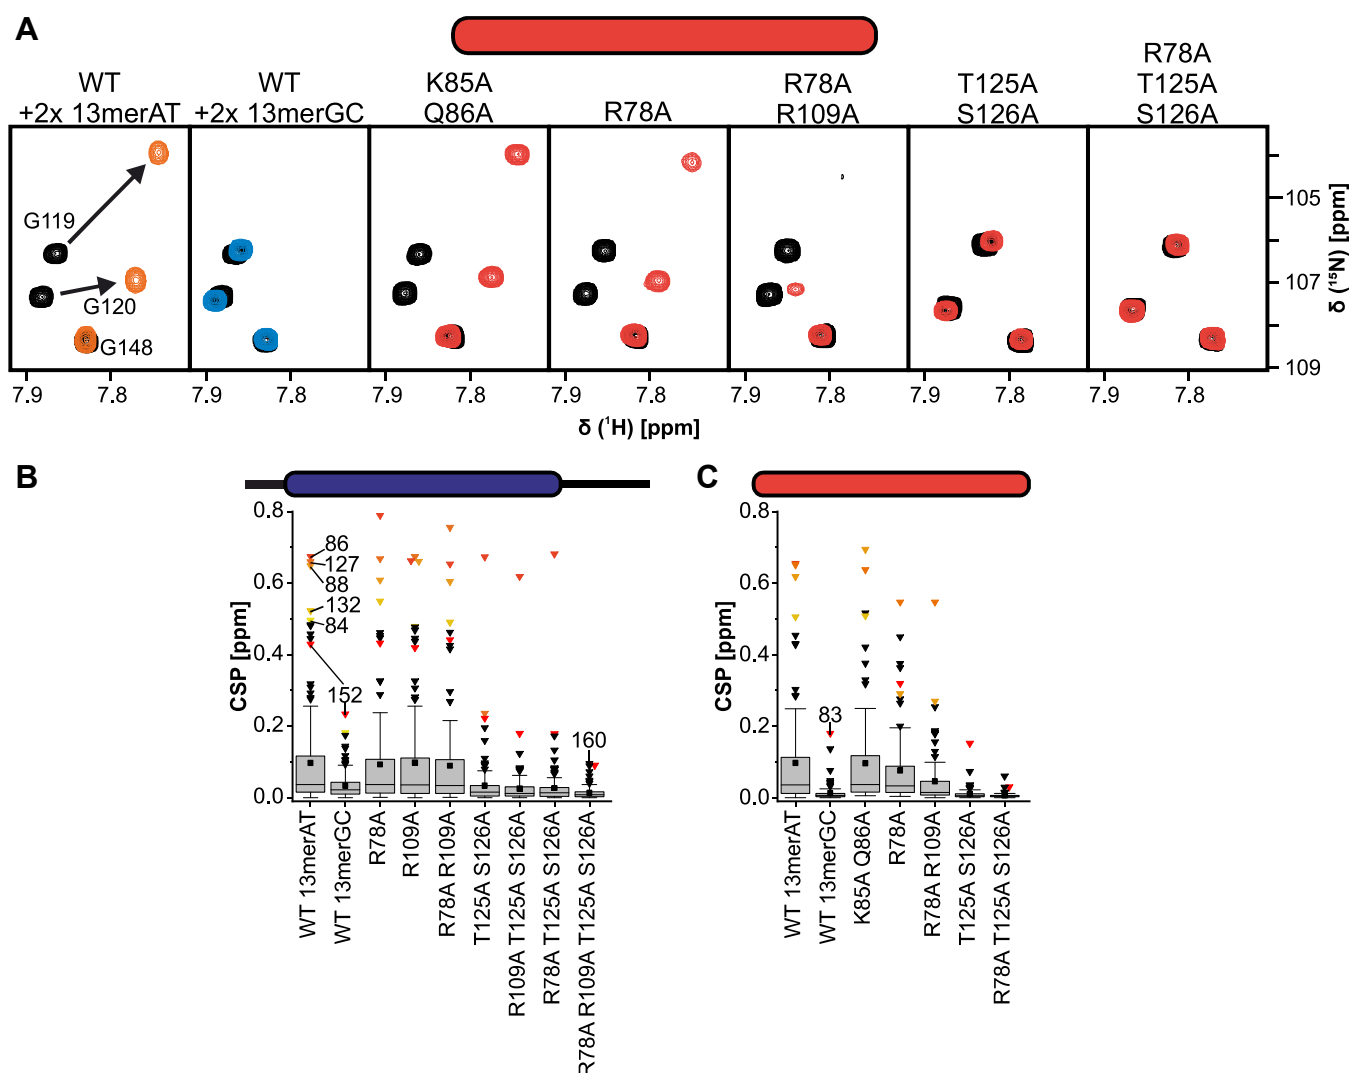 A
WT
+2x 13merAT
WT
+2x 13merGC
K85A
Q86A
R78A
R78A
R109A
T125A
S126A
R78A
T125A
S126A
G119
G120
G148
105
107
109
δ (¹⁵N) [ppm]
7.9 7.8 7.9 7.8 7.9 7.8 7.9 7.8 7.9 7.8 7.9 7.8 7.9 7.8
δ (¹H) [ppm]
B
0.8
0.6
0.4
0.2
0.0
CSP [ppm]
86
127
88
132
84
152
160
WT 13merAT
WT 13merGC
R78A
R109A
R78A R109A
T125A S126A
R109A T125A S126A
R78A T125A S126A
R78A R109A T125A S126A
C
0.8
0.6
0.4
0.2
0.0
CSP [ppm]
83
WT 13merAT
WT 13merGC
K85A Q86A
R78A
R78A R109A
T125A S126A
R78A T125A S126A